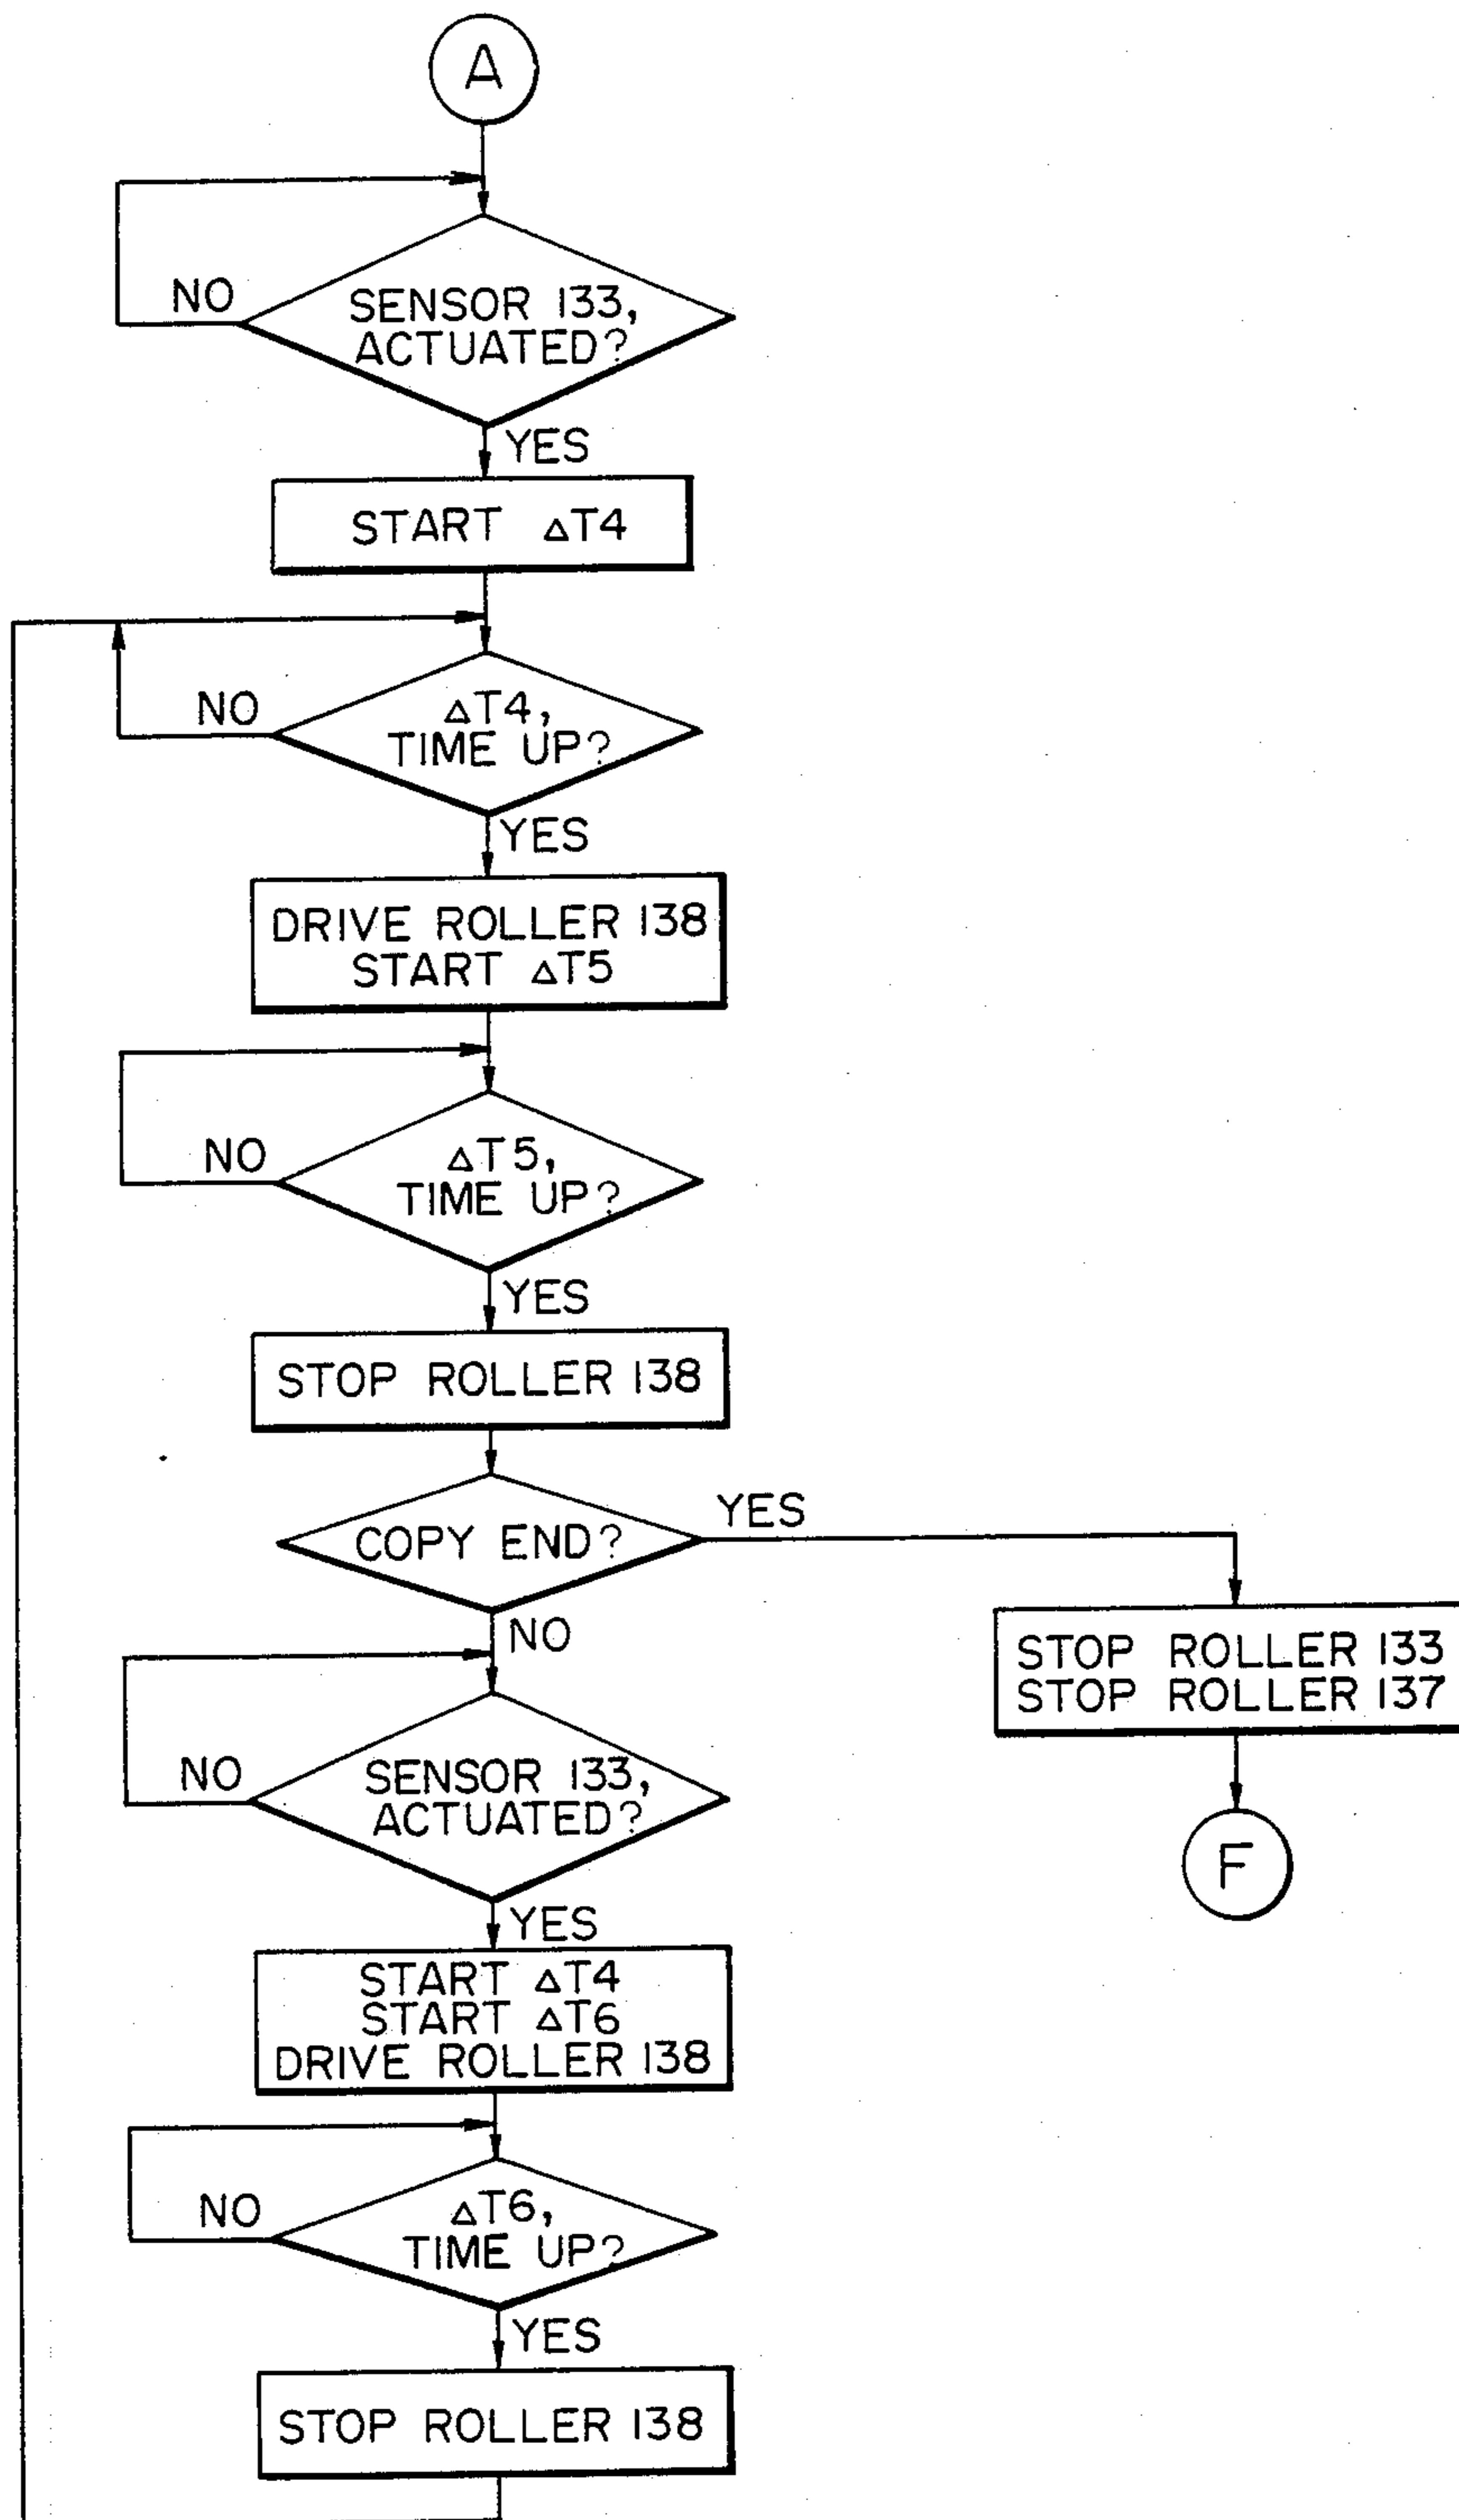 A
NO
SENSOR 133,
ACTUATED?
YES
START ΔT4
NO
ΔT4,
TIME UP?
YES
DRIVE ROLLER 138
START ΔT5
NO
ΔT5,
TIME UP?
YES
STOP ROLLER 138
COPY END?
YES
NO
STOP ROLLER 133
STOP ROLLER 137
F
NO
SENSOR 133,
ACTUATED?
YES
START ΔT4
START ΔT6
DRIVE ROLLER 138
NO
ΔT6,
TIME UP?
YES
STOP ROLLER 138